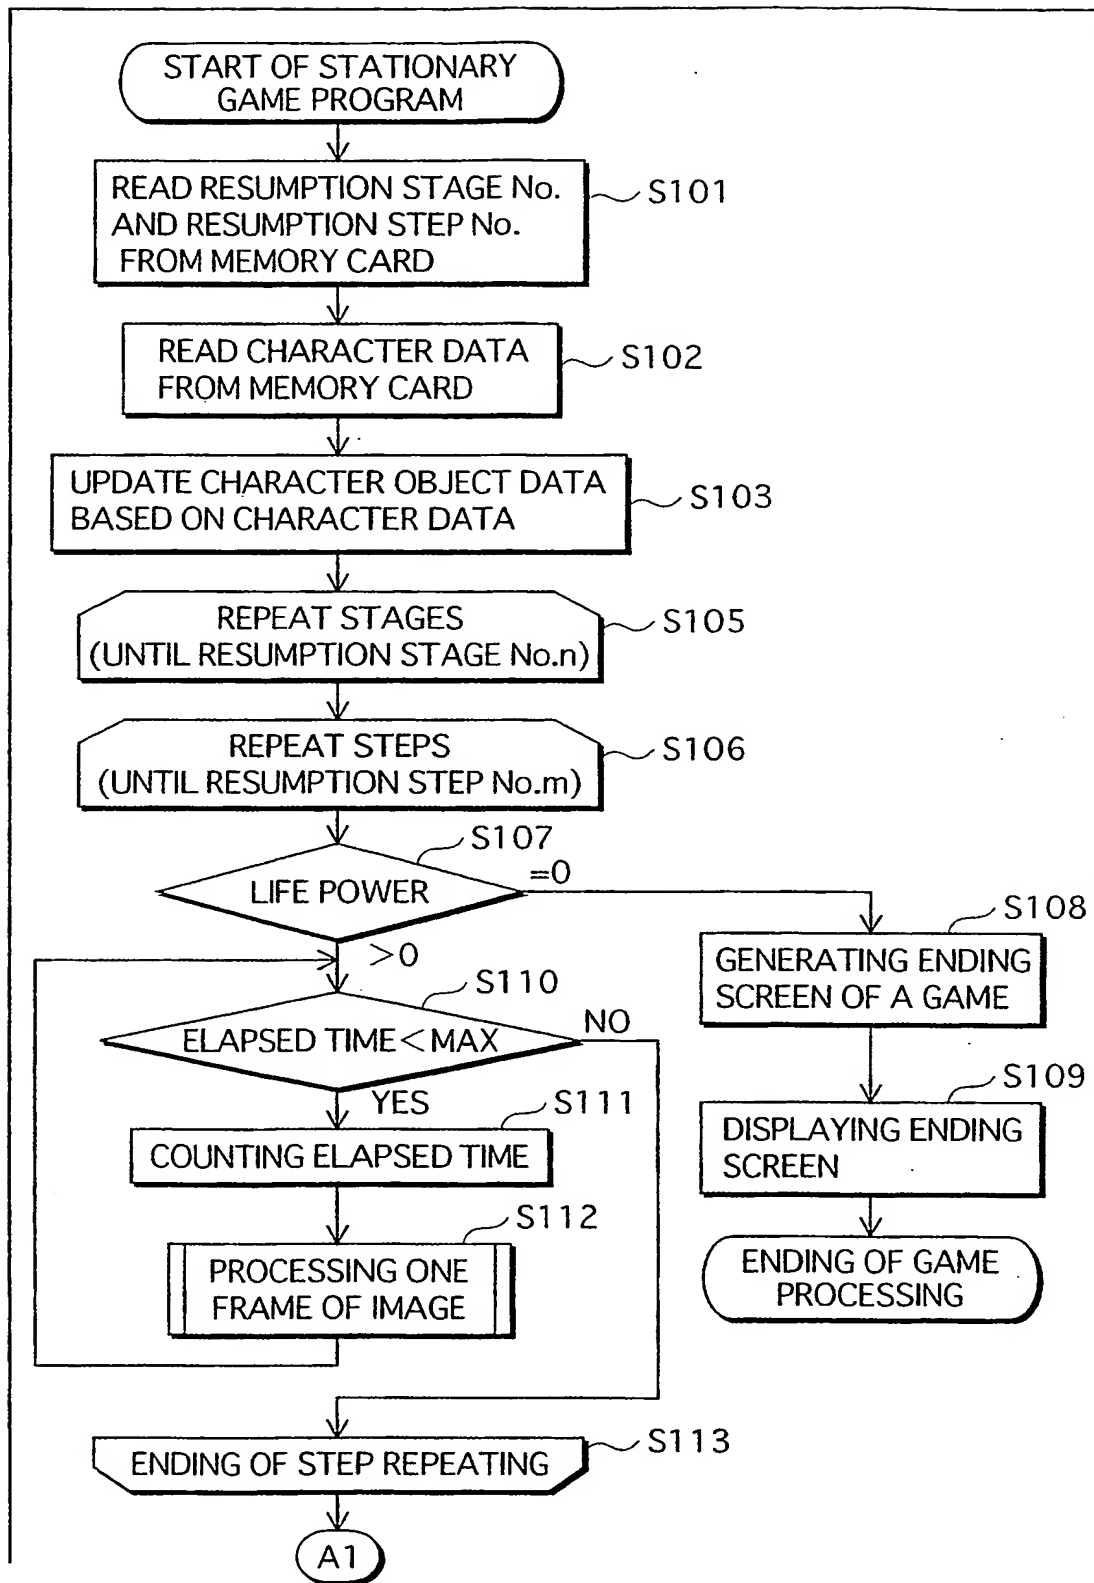 START OF STATIONARY
GAME PROGRAM
READ RESUMPTION STAGE No.
AND RESUMPTION STEP No.
FROM MEMORY CARD
S101
READ CHARACTER DATA
FROM MEMORY CARD
S102
UPDATE CHARACTER OBJECT DATA
BASED ON CHARACTER DATA
S103
REPEAT STAGES
(UNTIL RESUMPTION STAGE No.n)
S105
REPEAT STEPS
(UNTIL RESUMPTION STEP No.m)
S106
S107
LIFE POWER
=0
>0
S108
GENERATING ENDING
SCREEN OF A GAME
S110
ELAPSED TIME<MAX
NO
YES
S109
DISPLAYING ENDING
SCREEN
S111
COUNTING ELAPSED TIME
S112
PROCESSING ONE
FRAME OF IMAGE
ENDING OF GAME
PROCESSING
ENDING OF STEP REPEATING
S113
A1